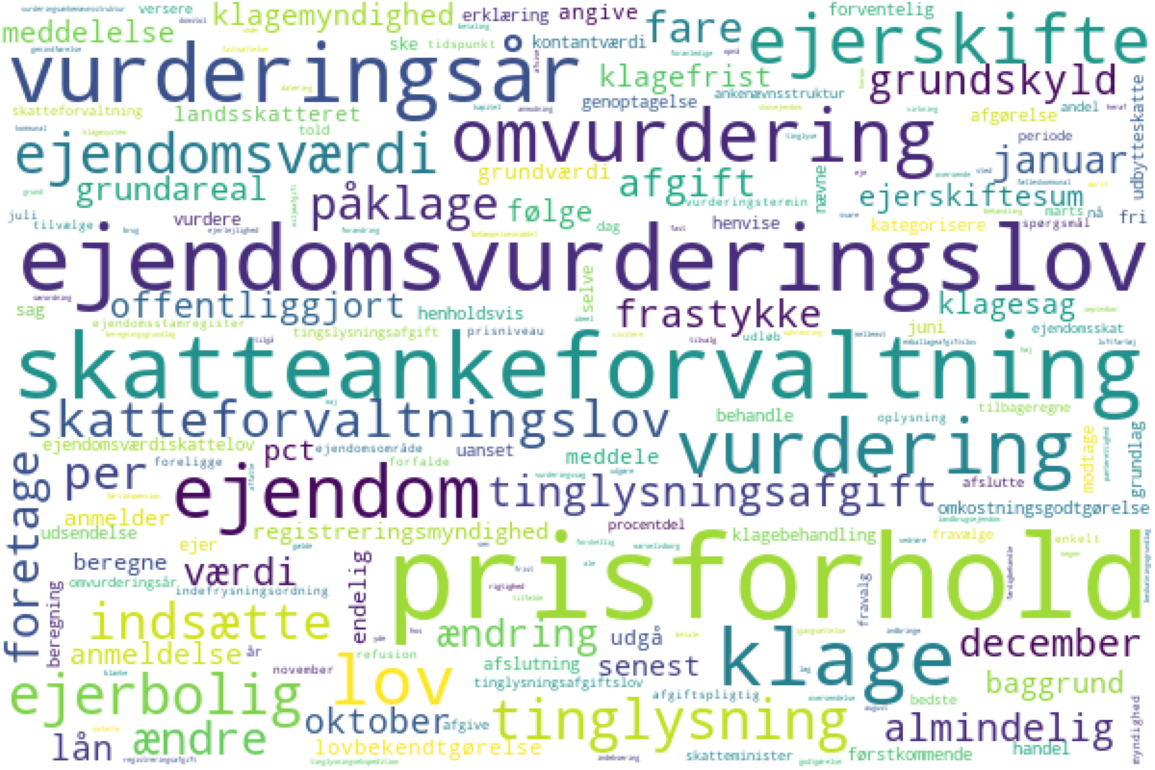 versere
klagemyndighed
erklæring
angive
forventelig
meddelelse
ske
tidspunkt
kontantværdi
fare
ejerskifte
vurderingsår
klagefrist
ankenævnsstruktur
grundskyld
skatteforvaltning
landsskatteret
genoptagelse
andel
afgørelse
udbytteskatte
told
omvurdering
tinglyse
periode
ejendomsværdi
januar
grundareal
grundværdi
afgift
nævne
ejerskiftesum
påklage
følge
vurderingstermin
marts
nå
fri
juli
tilvælge
vurdere
dag
henvise
kategorisere
spørgsmål
ejendomsvurderingslov
sag
offentliggjort
henholdsvis
selve
frastykke
klagesag
ejendomsstamregister
tinglysningsafgift
prisniveau
udløb
juni
ejendomsskat
skatteankeforvaltning
skatteforvaltningslov
behandle
oplysning
tilbageregne
ejendomsværdiskattelov
pct
ejendomsområde
uanset
meddele
vurdering
modtage
grundlag
foretage
per
foreligge
forfalde
ejendom
tinglysningsafgift
afslutte
omkostningsgodtgørelse
anmelder
udsendelse
ejer
registreringsmyndighed
procentdel
klagebehandling
fravælge
enkelt
beregne
omvurderingsår
værdi
indefrysningsordning
endelig
prisforhold
fravalg
beregning
indsætte
ændring
udgå
klage
december
anmeldelse
år
november
refusion
afslutning
senest
lov
tinglysningsafgiftslov
afgiftspligtig
bedste
baggrund
ejerbolig
oktober
afgive
tinglysning
almindelig
myndighed
lån
ændre
lovbekendtgørelse
skatteminister
førstkommende
handel